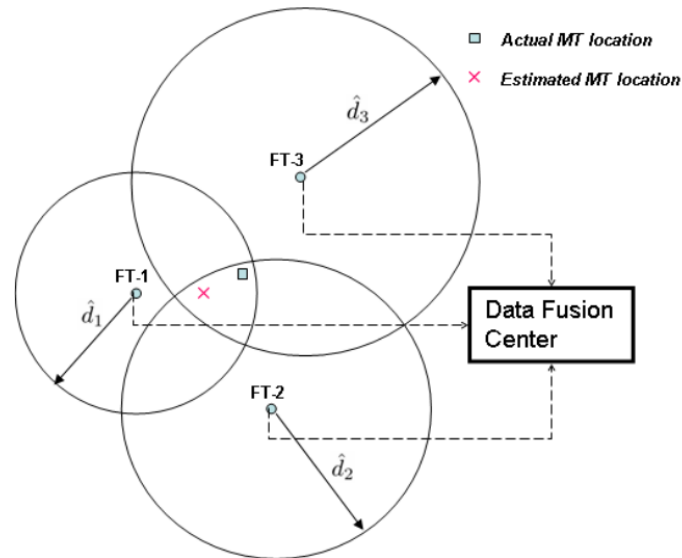 Actual MT location
Estimated MT location
d̂₃
FT-3
FT-1
d̂₁
Data Fusion
Center
FT-2
d̂₂